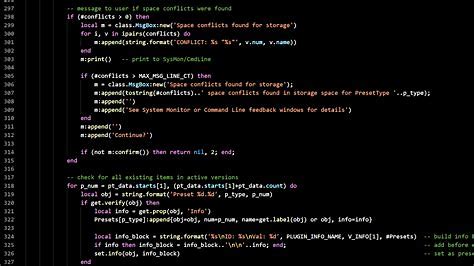 297 -- message to user if space conflicts were found
298 if (#conflicts > 0) then
299 local m = class.MsgBox:new('Space conflicts found for storage')
300 for i, v in ipairs(conflicts) do
301 m:append(string.format('CONFLICT: %s "%s"', v.num, v.name))
302 end
303 m:print() -- print to SysMon/CmdLine
304
305 if (#conflicts > MAX_MSG_LINE_CT) then
306 m = class.MsgBox:new('Space conflicts found for storage');
307 m:append(tostring(#conflicts)..' space conflicts found in storage space for PresetType '..p_type);
308 m:append('')
309 m:append('See System Monitor or Command Line feedback windows for details')
310 end
311 m:append('')
312 m:append('Continue?')
313
314 if (not m:confirm()) then return nil, 2; end;
315 end
316
317 -- check for all existing items in active versions
318 for p_num = pt_data.starts[1], (pt_data.starts[1]+pt_data.count) do
319 local obj = string.format('Preset %d.%d', p_type, p_num)
320 if get.verify(obj) then
321 local info = get.prop(obj, 'Info')
322 Presets[p_type]:append{obj=obj, num=p_num, name=get.label(obj) or obj, info=info}
323
324 local info_block = string.format('%s\nID: %s\nVal: %d', PLUGIN_INFO_NAME, V_INFO[1], #Presets) -- build info
325 if info then info_block = info_block..'\n\n'..info; end; -- add before
326 set.info(obj, info_block) -- set as prese